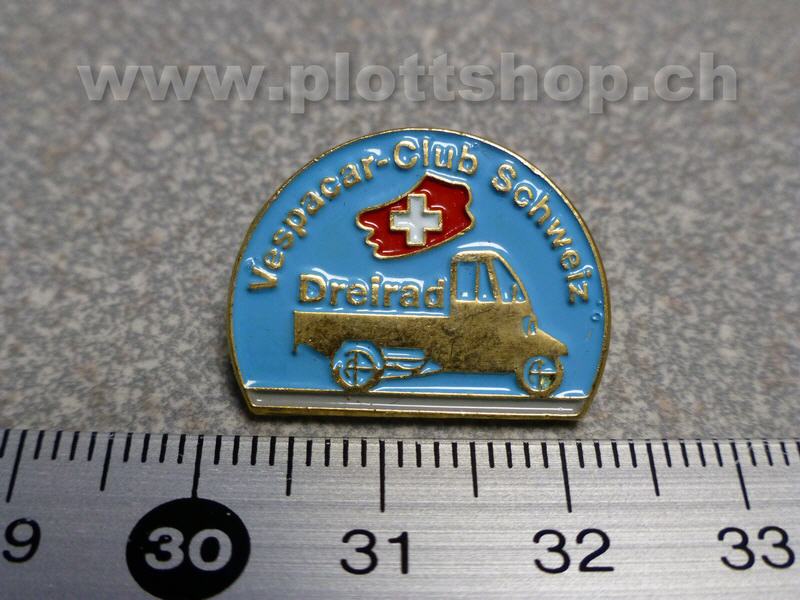 www.plottshop.ch
Vespacar-Club Schweiz
Dreirad
9 30 31 32 33